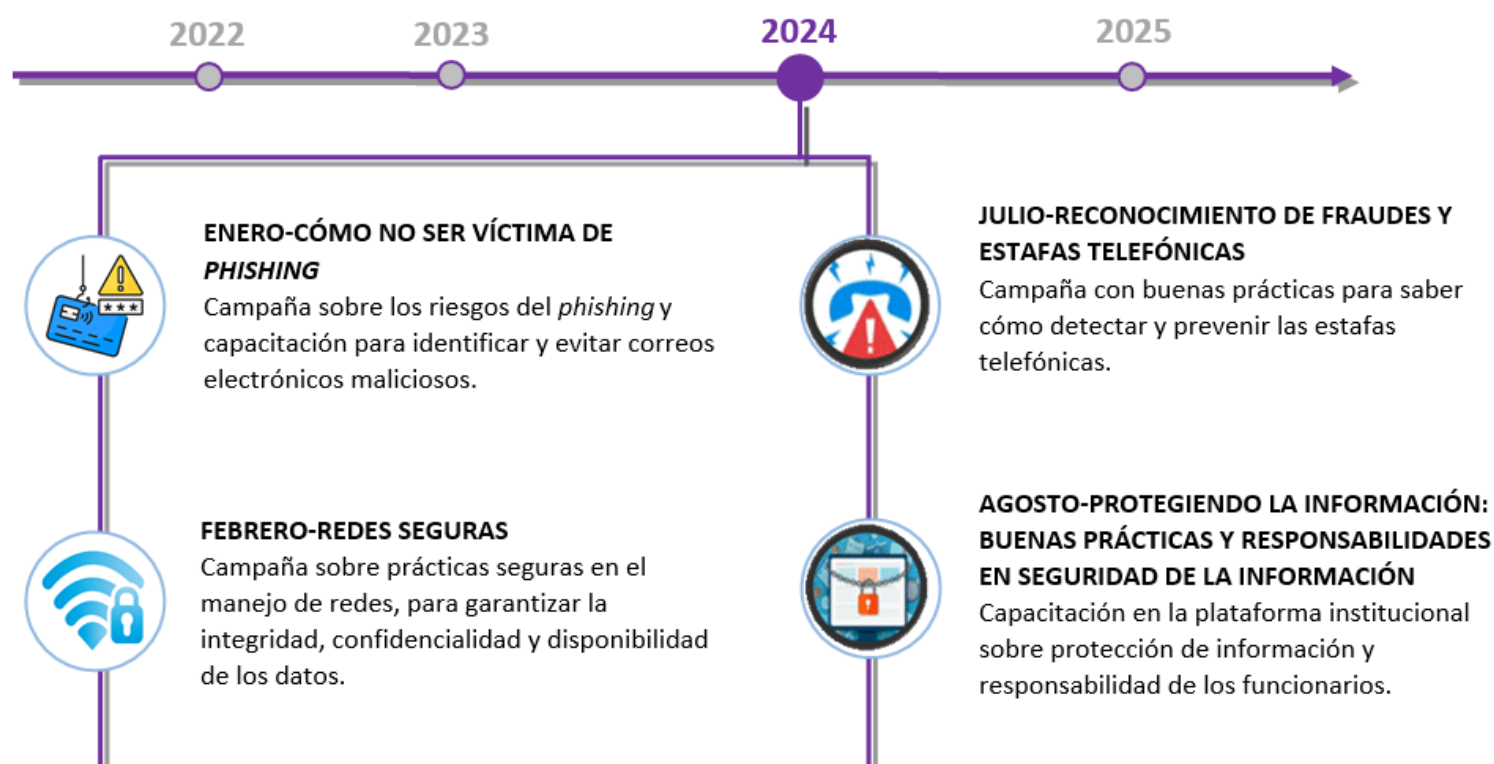 2022
2023
2024
2025
ENERO-CÓMO NO SER VÍCTIMA DE
PHISHING
Campaña sobre los riesgos del phishing y
capacitación para identificar y evitar correos
electrónicos maliciosos.
FEBRERO-REDES SEGURAS
Campaña sobre prácticas seguras en el
manejo de redes, para garantizar la
integridad, confidencialidad y disponibilidad
de los datos.
JULIO-RECONOCIMIENTO DE FRAUDES Y
ESTAFAS TELEFÓNICAS
Campaña con buenas prácticas para saber
cómo detectar y prevenir las estafas
telefónicas.
AGOSTO-PROTEGIENDO LA INFORMACIÓN:
BUENAS PRÁCTICAS Y RESPONSABILIDADES
EN SEGURIDAD DE LA INFORMACIÓN
Capacitación en la plataforma institucional
sobre protección de información y
responsabilidad de los funcionarios.